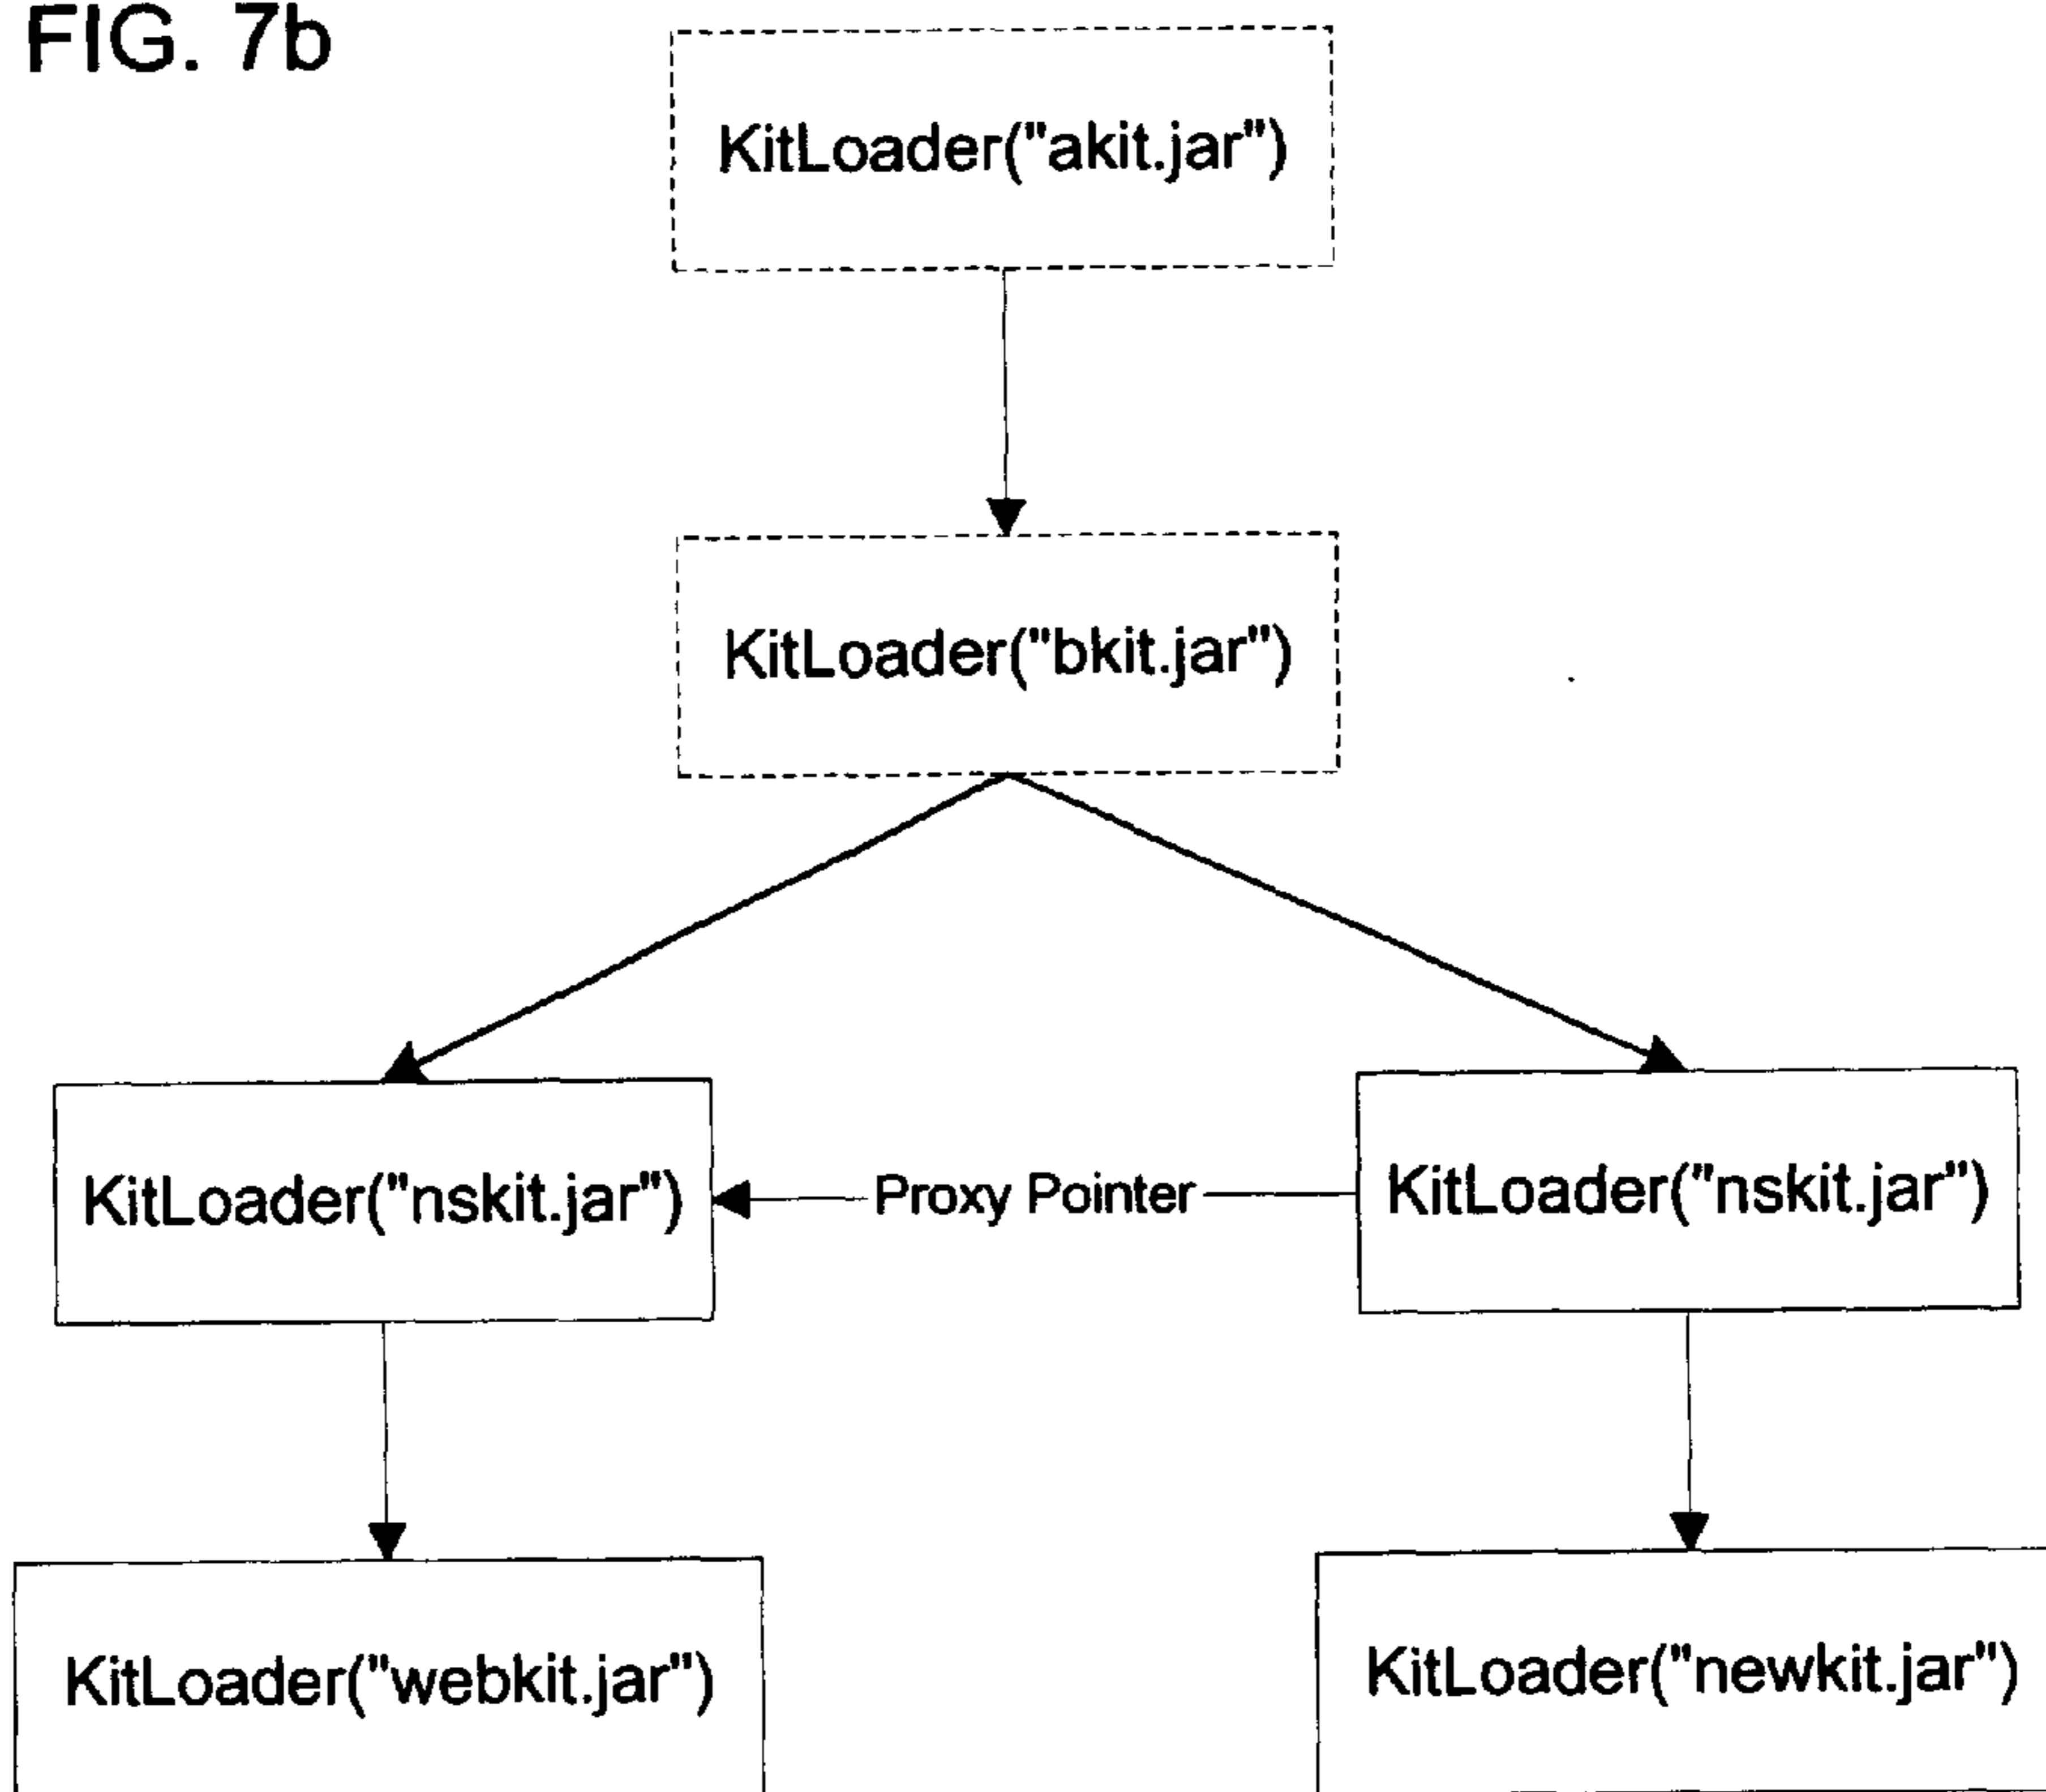 FIG. 7b
KitLoader("akit.jar")
KitLoader("bkit.jar")
KitLoader("nskit.jar")
Proxy Pointer
KitLoader("nskit.jar")
KitLoader("webkit.jar")
KitLoader("newkit.jar")